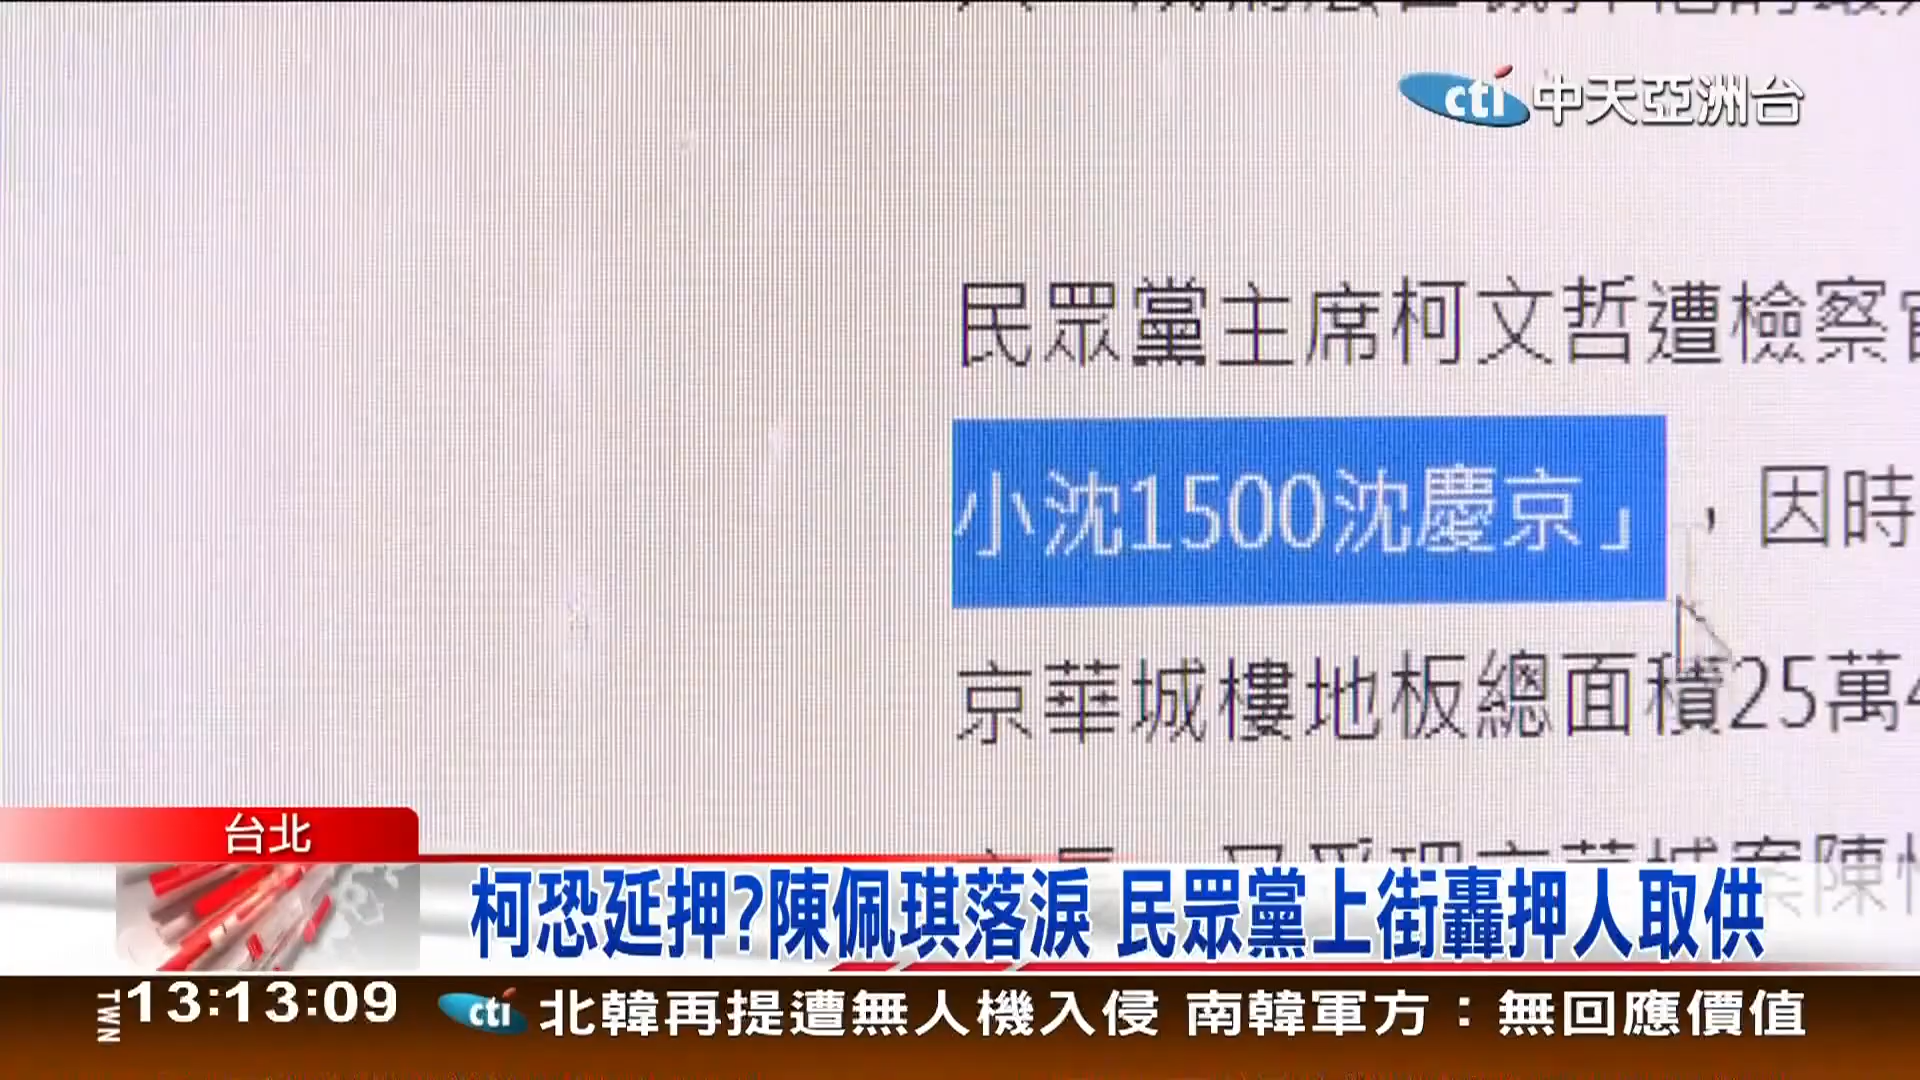 cti 中天亞洲台
民眾黨主席柯文哲遭檢察
小沈1500沈慶京」，因時
京華城樓地板總面積25萬4
台北
柯恐延押?陳佩琪落淚 民眾黨上街轟押人取供
TWN 13:13:09
cti 北韓再提遭無人機入侵 南韓軍方：無回應價值